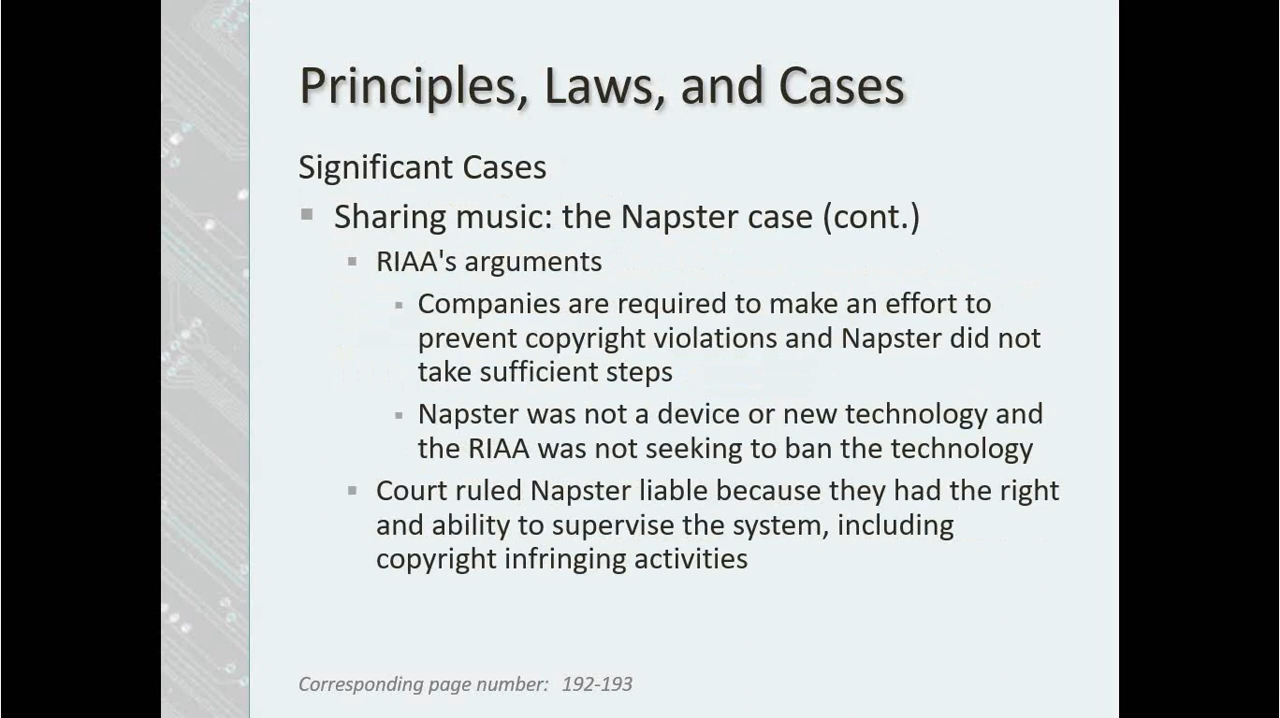 Principles, Laws, and Cases
Significant Cases
Sharing music: the Napster case (cont.)
RIAA's arguments
Companies are required to make an effort to
prevent copyright violations and Napster did not
take sufficient steps
Napster was not a device or new technology and
the RIAA was not seeking to ban the technology
Court ruled Napster liable because they had the right
and ability to supervise the system, including
copyright infringing activities
Corresponding page number: 192-193